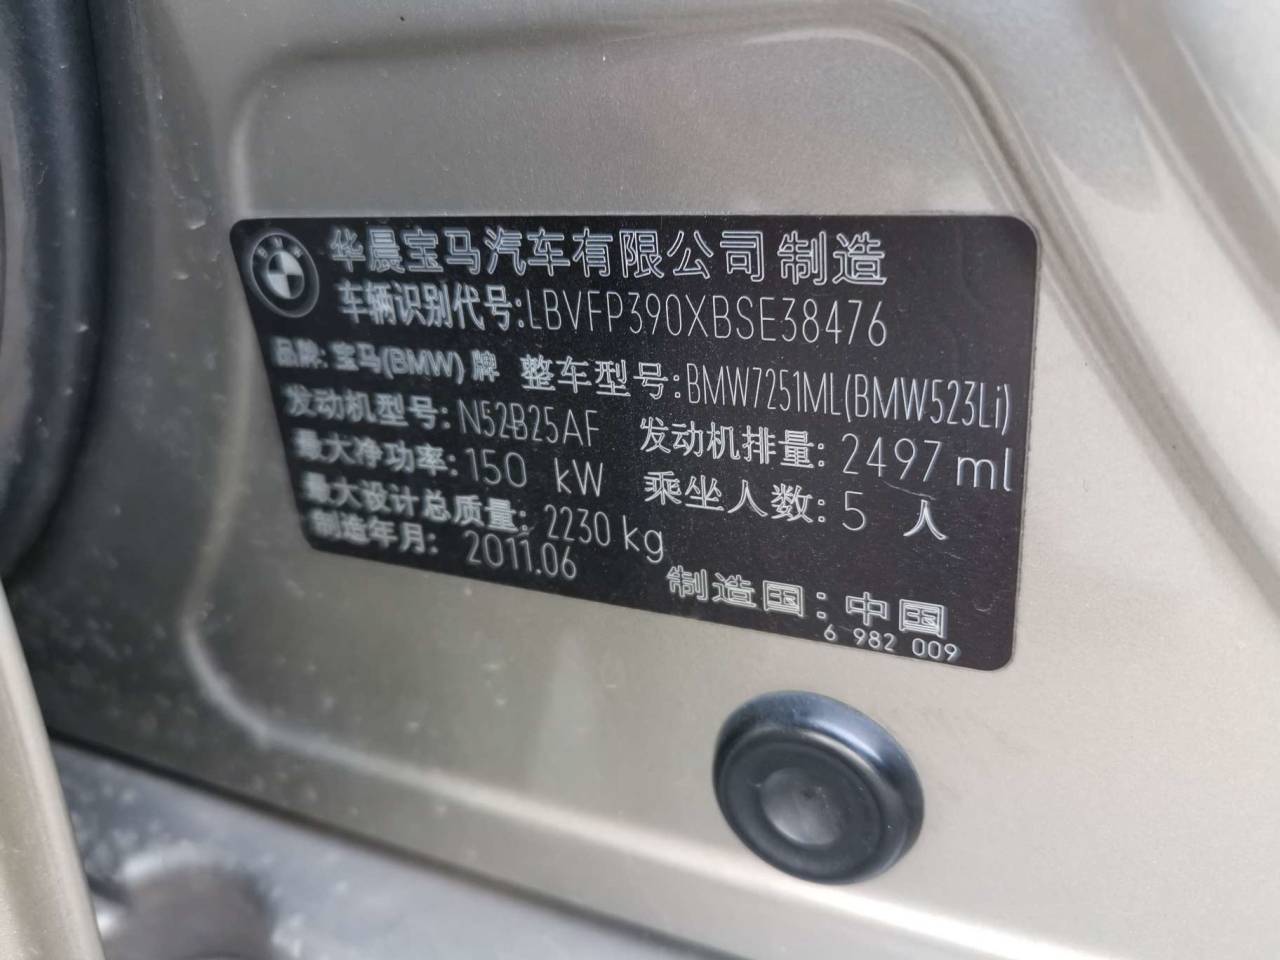 华晨宝马汽车有限公司制造
车辆识别代号:LBVFP390XBSE38476
品牌:宝马(BMW)牌 整车型号:BMW7251ML(BMW523Li)
发动机型号:N52B25AF 发动机排量:2497ml
最大净功率:150 kW 乘坐人数:5 人
最大设计总质量:2230kg
制造年月:2011.06
制造国:中国
6 982 009